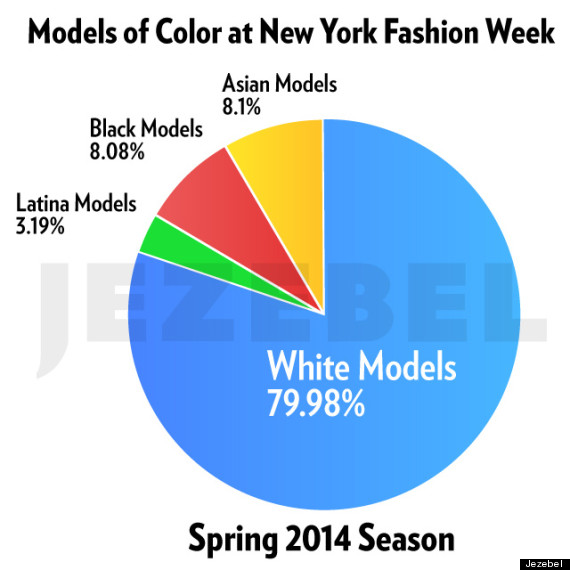 Models of Color at New York Fashion Week
Asian Models
8.1%
Black Models
8.08%
Latina Models
3.19%
JEZEBEL
White Models
79.98%
Spring 2014 Season
Jezebel